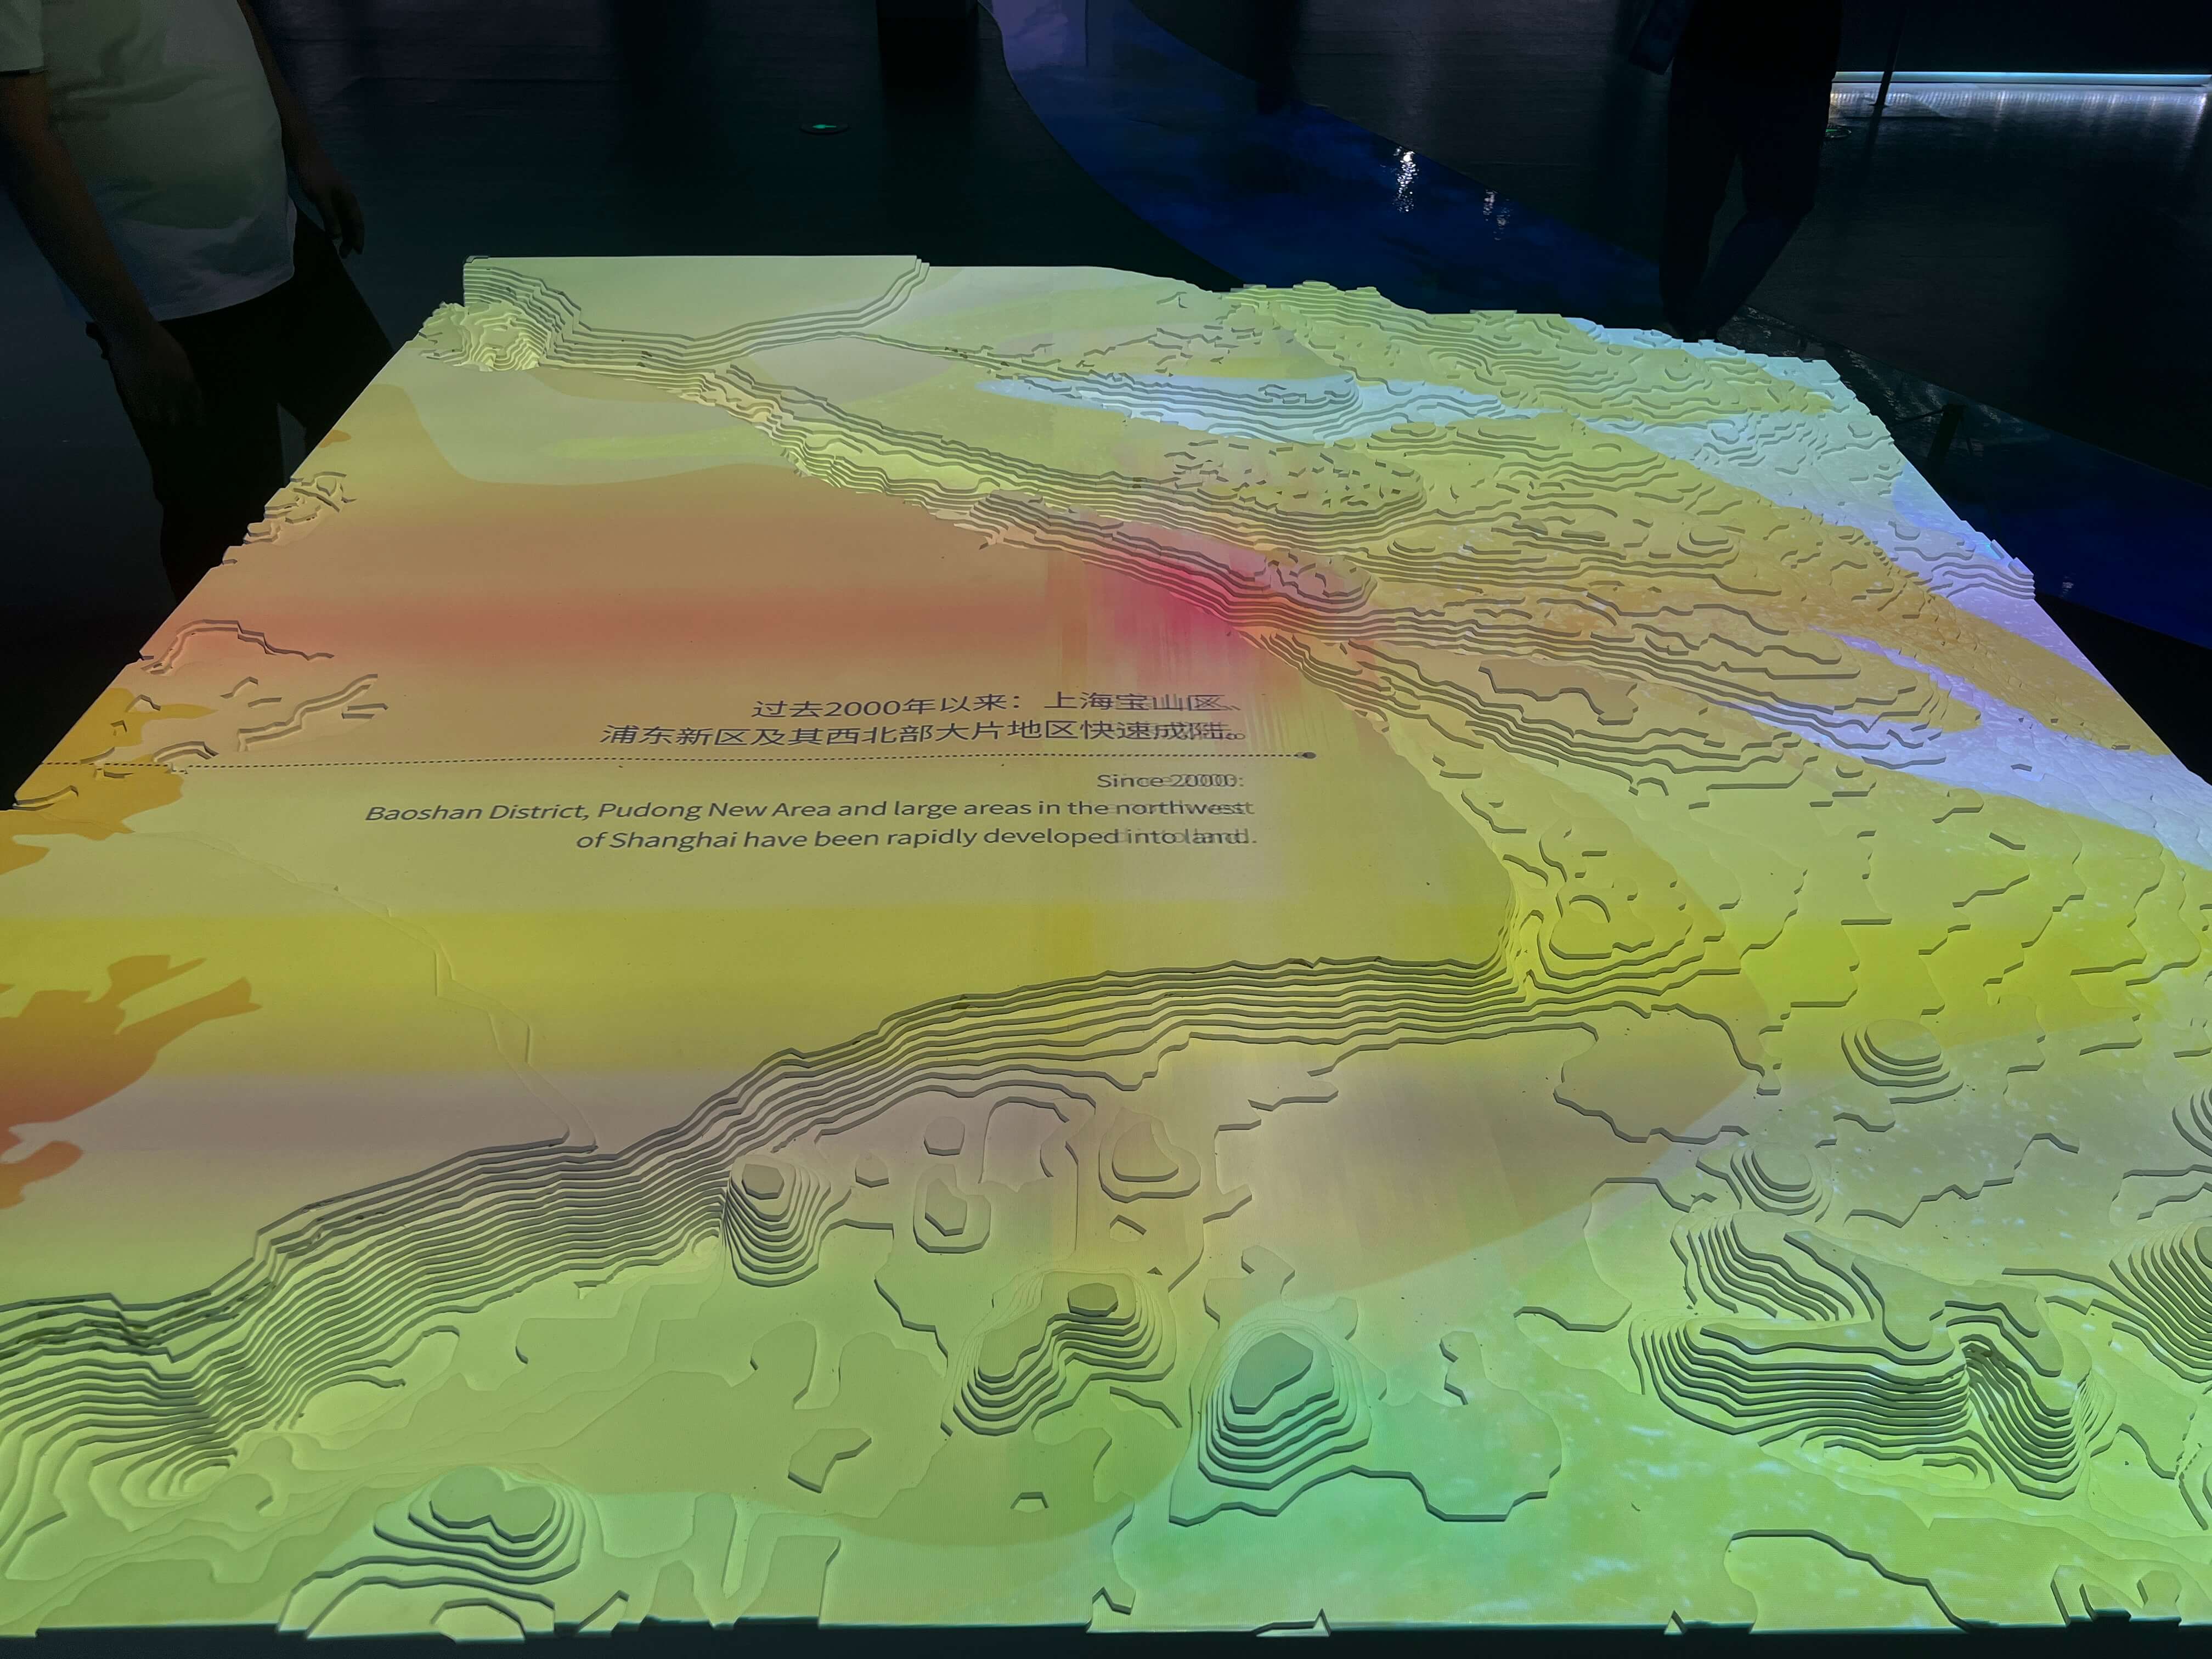 过去2000年以来：上海宝山区、
浦东新区及其西北部大片地区快速成陆。
Since 2000:
Baoshan District, Pudong New Area and large areas in the northwest
of Shanghai have been rapidly developed into land.